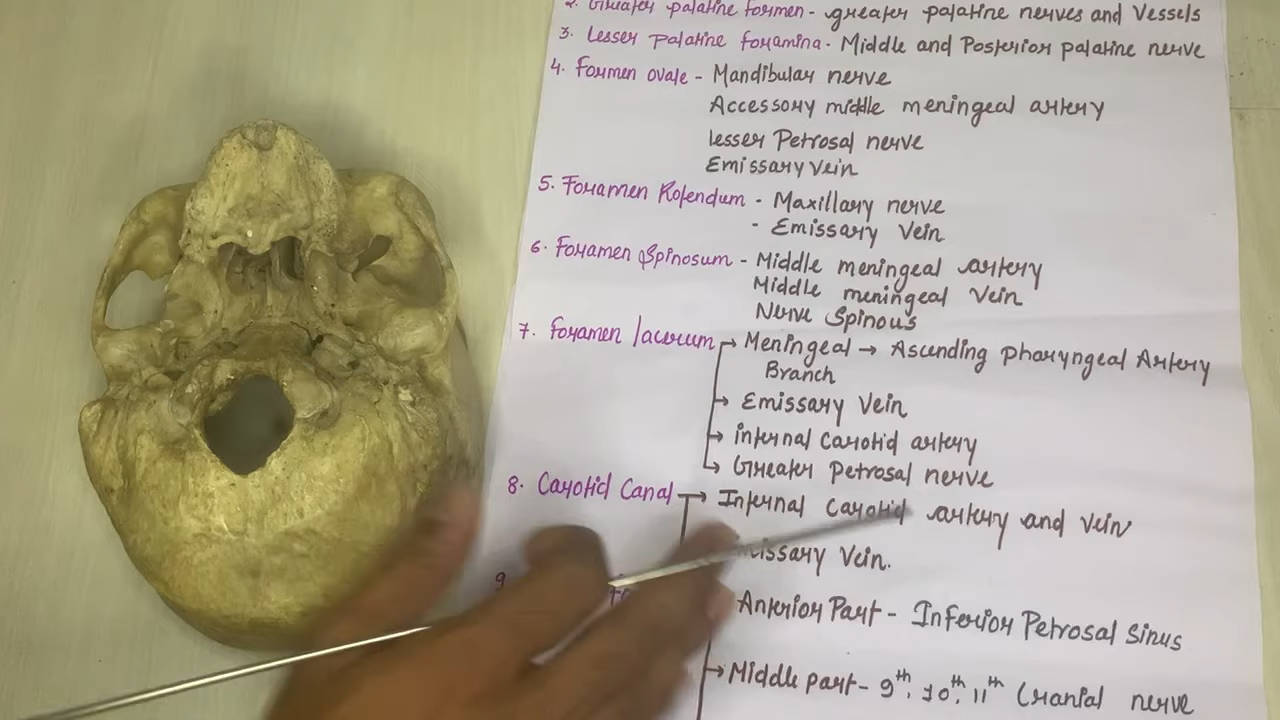 2. Greater palatine formen - greater palatine nerves and Vessels
3. Lesser palatine foramina - Middle and Posterior palatine nerve
4. Formen ovale - Mandibular nerve
Accessory middle meningeal artery
lesser Petrosal nerve
Emissary Vein
5. Foramen Rotendum - Maxillary nerve
- Emissary Vein
6. Foramen Spinosum - Middle meningeal artery
Middle meningeal Vein
Nerve Spinous
7. Foramen lacerum → Meningeal → Ascending pharyngeal Artery
Branch
→ Emissary Vein
→ internal carotid artery
→ Greater Petrosal nerve
8. Carotid Canal → Internal Carotid artery and vein
Vein.
9
Anterior Part - Inferior Petrosal Sinus
→ Middle part - 9th, 10th, 11th Cranial nerve